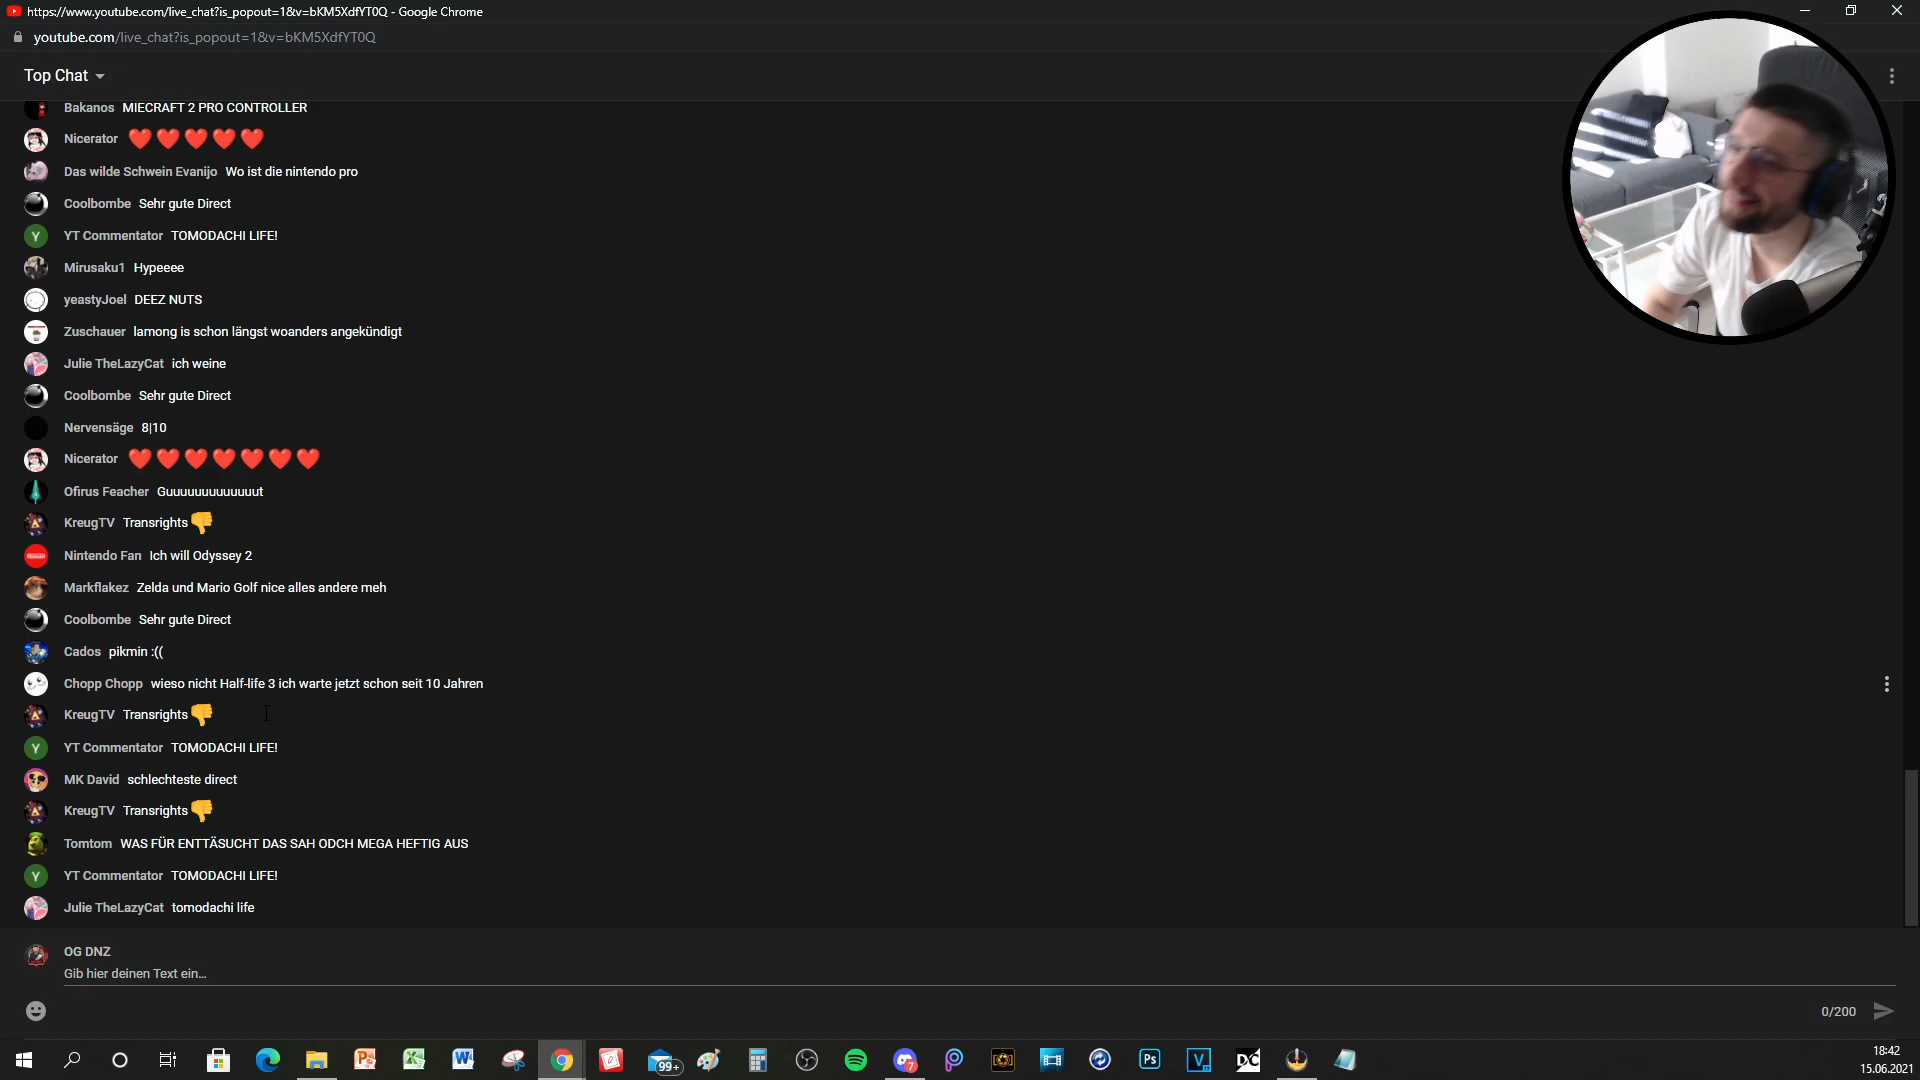 https://www.youtube.com/live_chat?is_popout=1&v=bKM5XdfYT0Q - Google Chrome
youtube.com/live_chat?is_popout=1&v=bKM5XdfYT0Q
Top Chat
Bakanos MIECRAFT 2 PRO CONTROLLER
Nicerator ❤️❤️❤️❤️❤️
Das wilde Schwein Evanijo Wo ist die nintendo pro
Coolbombe Sehr gute Direct
Y YT Commentator TOMODACHI LIFE!
Mirusaku1 Hypeeee
yeastyJoel DEEZ NUTS
Zuschauer lamong is schon längst woanders angekündigt
Julie TheLazyCat ich weine
Coolbombe Sehr gute Direct
Nervensäge 8|10
Nicerator ❤️❤️❤️❤️❤️❤️❤️
Ofirus Feacher Guuuuuuuuuuuut
KreugTV Transrights👎
Nintendo Fan Ich will Odyssey 2
Markflakez Zelda und Mario Golf nice alles andere meh
Coolbombe Sehr gute Direct
Cados pikmin :((
Chopp Chopp wieso nicht Half-life 3 ich warte jetzt schon seit 10 Jahren
KreugTV Transrights👎
Y YT Commentator TOMODACHI LIFE!
MK David schlechteste direct
KreugTV Transrights👎
Tomtom WAS FÜR ENTTÄSUCHT DAS SAH ODCH MEGA HEFTIG AUS
Y YT Commentator TOMODACHI LIFE!
Julie TheLazyCat tomodachi life
OG DNZ
Gib hier deinen Text ein...
0/200
99+
7
Ps
V
DC
18:42
15.06.2021